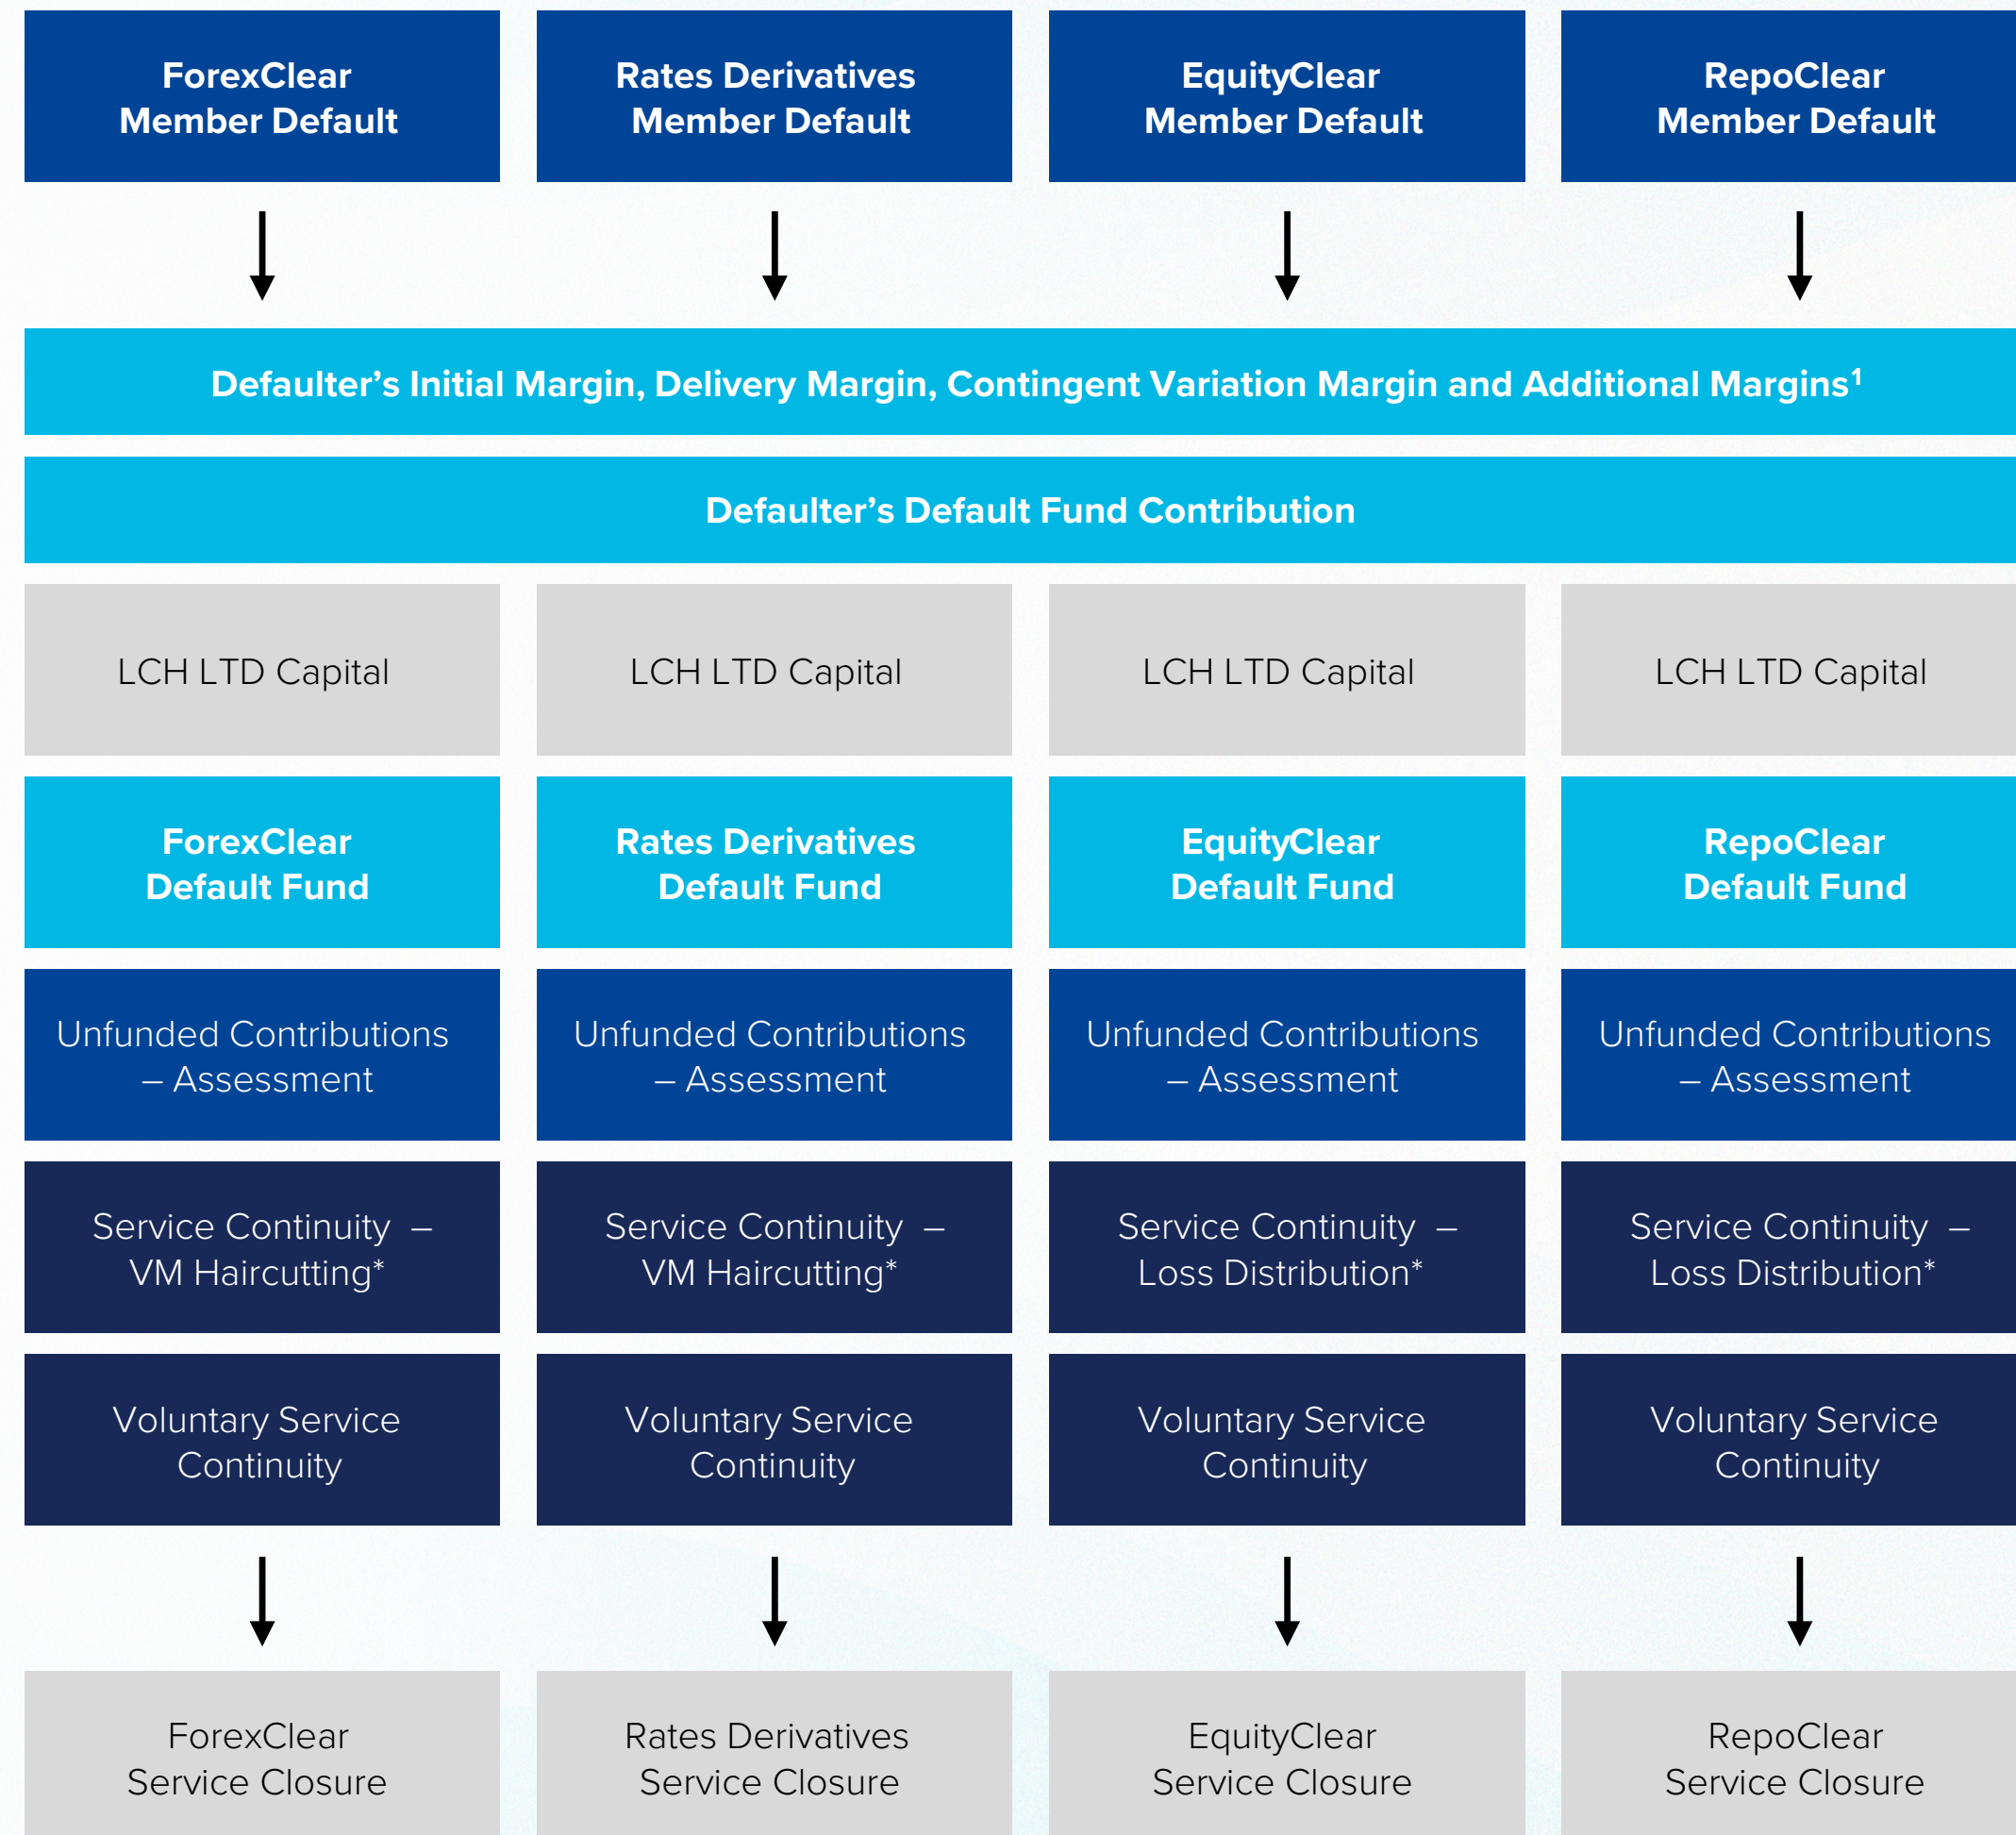 ForexClear
Member Default
Rates Derivatives
Member Default
EquityClear
Member Default
RepoClear
Member Default
Defaulter’s Initial Margin, Delivery Margin, Contingent Variation Margin and Additional Margins¹
Defaulter’s Default Fund Contribution
LCH LTD Capital
LCH LTD Capital
LCH LTD Capital
LCH LTD Capital
ForexClear
Default Fund
Rates Derivatives
Default Fund
EquityClear
Default Fund
RepoClear
Default Fund
Unfunded Contributions
– Assessment
Unfunded Contributions
– Assessment
Unfunded Contributions
– Assessment
Unfunded Contributions
– Assessment
Service Continuity –
VM Haircutting*
Service Continuity –
VM Haircutting*
Service Continuity –
Loss Distribution*
Service Continuity –
Loss Distribution*
Voluntary Service
Continuity
Voluntary Service
Continuity
Voluntary Service
Continuity
Voluntary Service
Continuity
ForexClear
Service Closure
Rates Derivatives
Service Closure
EquityClear
Service Closure
RepoClear
Service Closure